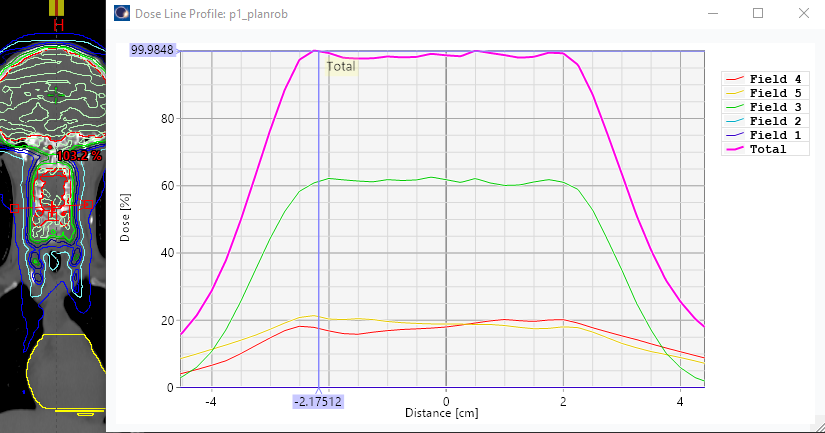 Dose Line Profile: p1_planrob
H
103.2 %
99.9848
Total
80
60
40
20
0
Dose [%]
-4
-2.17512
0
2
4
Distance [cm]
Field 4
Field 5
Field 3
Field 2
Field 1
Total